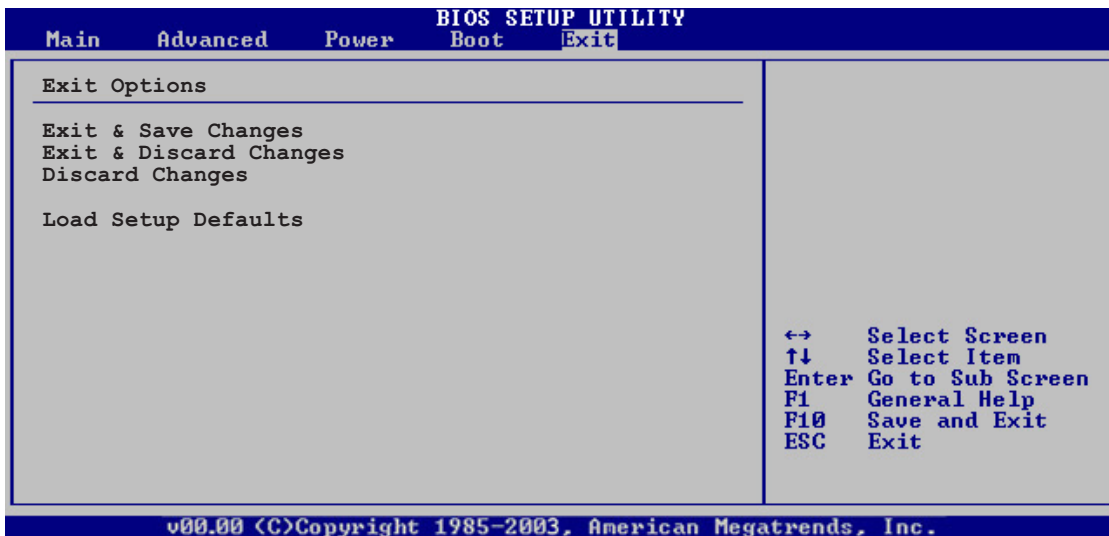 BIOS SETUP UTILITY
Main Advanced Power Boot Exit
Exit Options
Exit & Save Changes
Exit & Discard Changes
Discard Changes
Load Setup Defaults
←→ Select Screen
↑↓ Select Item
Enter Go to Sub Screen
F1 General Help
F10 Save and Exit
ESC Exit
v00.00 (C)Copyright 1985-2003, American Megatrends, Inc.